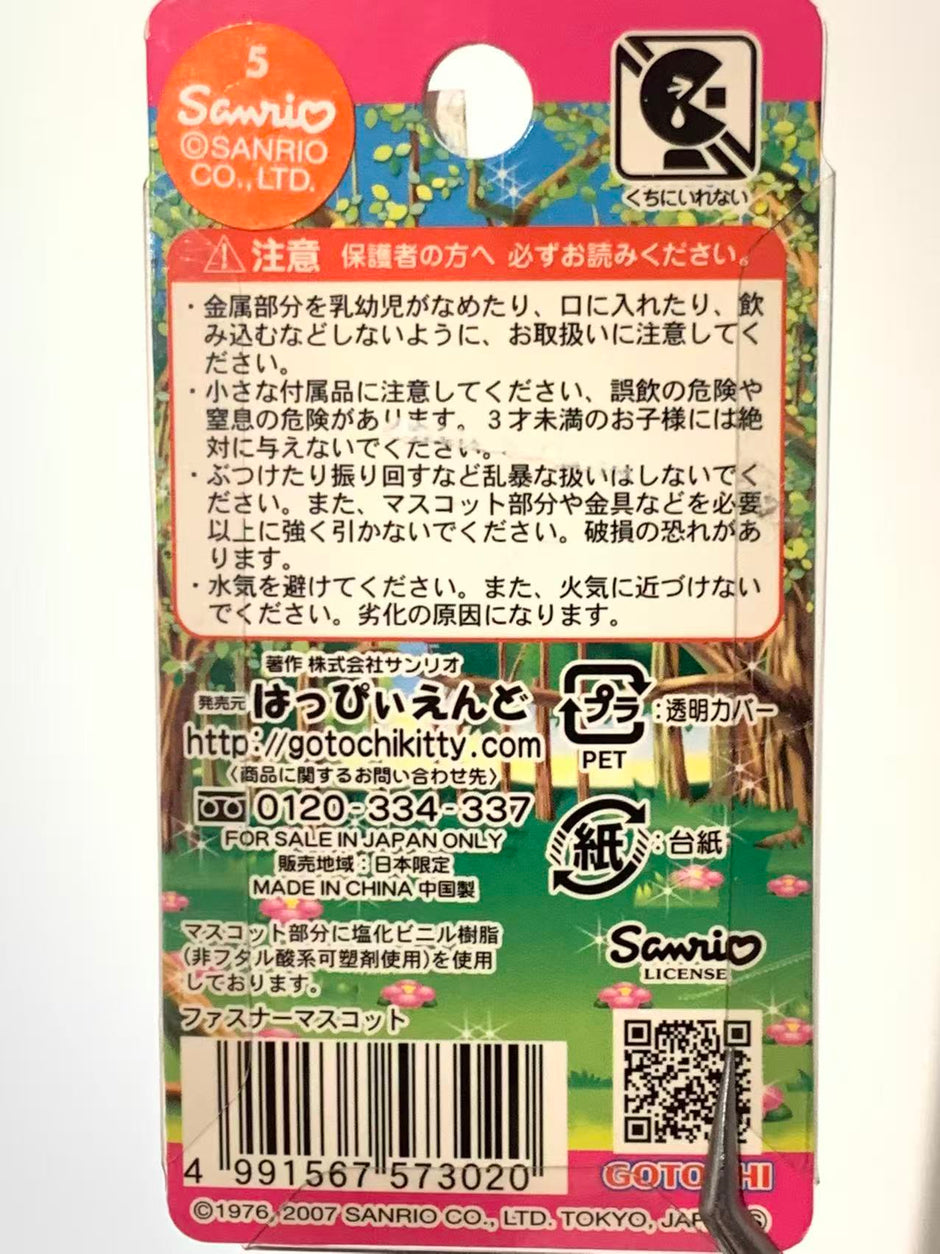 5
Sanrio
©SANRIO
CO., LTD.
くちにいれない
注意 保護者の方へ 必ずお読みください。
・金属部分を乳幼児がなめたり、口に入れたり、飲
み込むなどしないように、お取扱いに注意してく
ださい。
・小さな付属品に注意してください、誤飲の危険や
窒息の危険があります。3才未満のお子様には絶
対に与えないでください。
・ぶつけたり振り回すなど乱暴な扱いはしないでく
ださい。また、マスコット部分や金具などを必要
以上に強く引かないでください。破損の恐れがあ
ります。
・水気を避けてください。また、火気に近づけない
でください。劣化の原因になります。
著作 株式会社サンリオ
発売元 はっぴぃえんど
http://gotochikitty.com
〈商品に関するお問い合わせ先〉
0120-334-337
FOR SALE IN JAPAN ONLY
販売地域:日本限定
MADE IN CHINA 中国製
プラ :透明カバー
PET
紙 :台紙
マスコット部分に塩化ビニル樹脂
(非フタル酸系可塑剤使用)を使用
しております。
ファスナーマスコット
Sanrio
LICENSE
4 991567 573020
©1976, 2007 SANRIO CO., LTD. TOKYO,